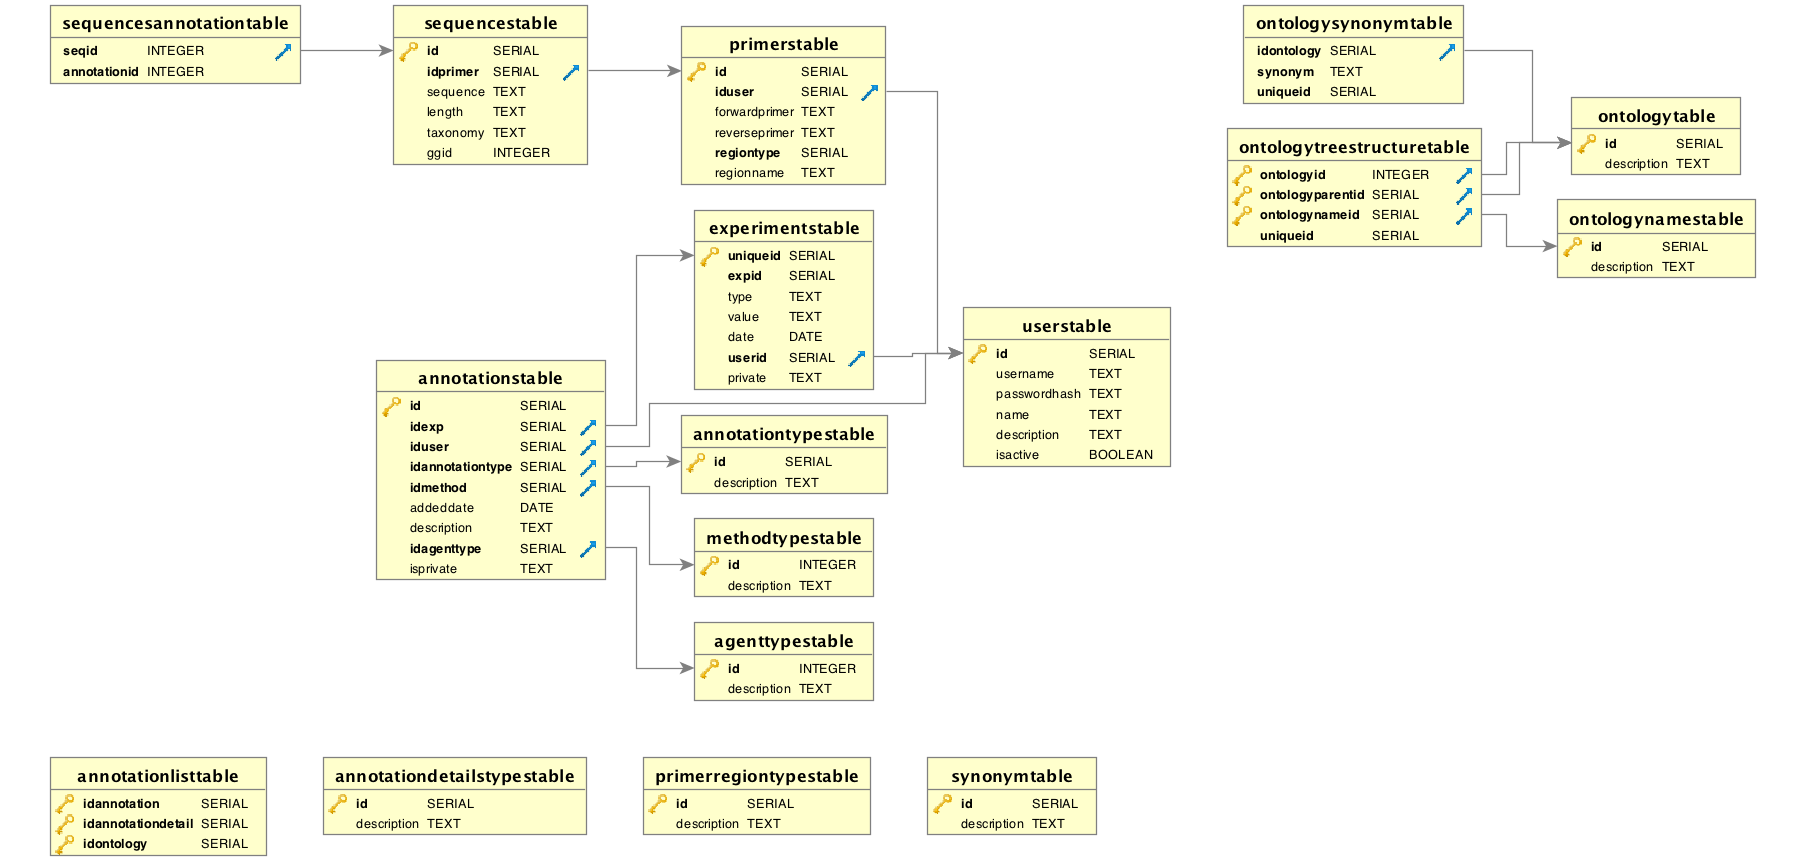 sequencesannotationtable
seqid INTEGER
annotationid INTEGER
sequencestable
id SERIAL
idprimer SERIAL
sequence TEXT
length TEXT
taxonomy TEXT
ggid INTEGER
primerstable
id SERIAL
iduser SERIAL
forwardprimer TEXT
reverseprimer TEXT
regiontype SERIAL
regionname TEXT
ontologysynonymtable
idontology SERIAL
synonym TEXT
uniqueid SERIAL
ontologytable
id SERIAL
description TEXT
ontologytreestructuretable
ontologyid INTEGER
ontologyparentid SERIAL
ontologynameid SERIAL
uniqueid SERIAL
ontologynamestable
id SERIAL
description TEXT
experimentstable
uniqueid SERIAL
expid SERIAL
type TEXT
value TEXT
date DATE
userid SERIAL
private TEXT
userstable
id SERIAL
username TEXT
passwordhash TEXT
name TEXT
description TEXT
isactive BOOLEAN
annotationstable
id SERIAL
idexp SERIAL
iduser SERIAL
idannotationtype SERIAL
idmethod SERIAL
addeddate DATE
description TEXT
idagenttype SERIAL
isprivate TEXT
annotationtypestable
id SERIAL
description TEXT
methodtypestable
id INTEGER
description TEXT
agenttypestable
id INTEGER
description TEXT
annotationlisttable
idannotation SERIAL
idannotationdetail SERIAL
idontology SERIAL
annotationdetailstypestable
id SERIAL
description TEXT
primerregiontypestable
id SERIAL
description TEXT
synonymtable
id SERIAL
description TEXT